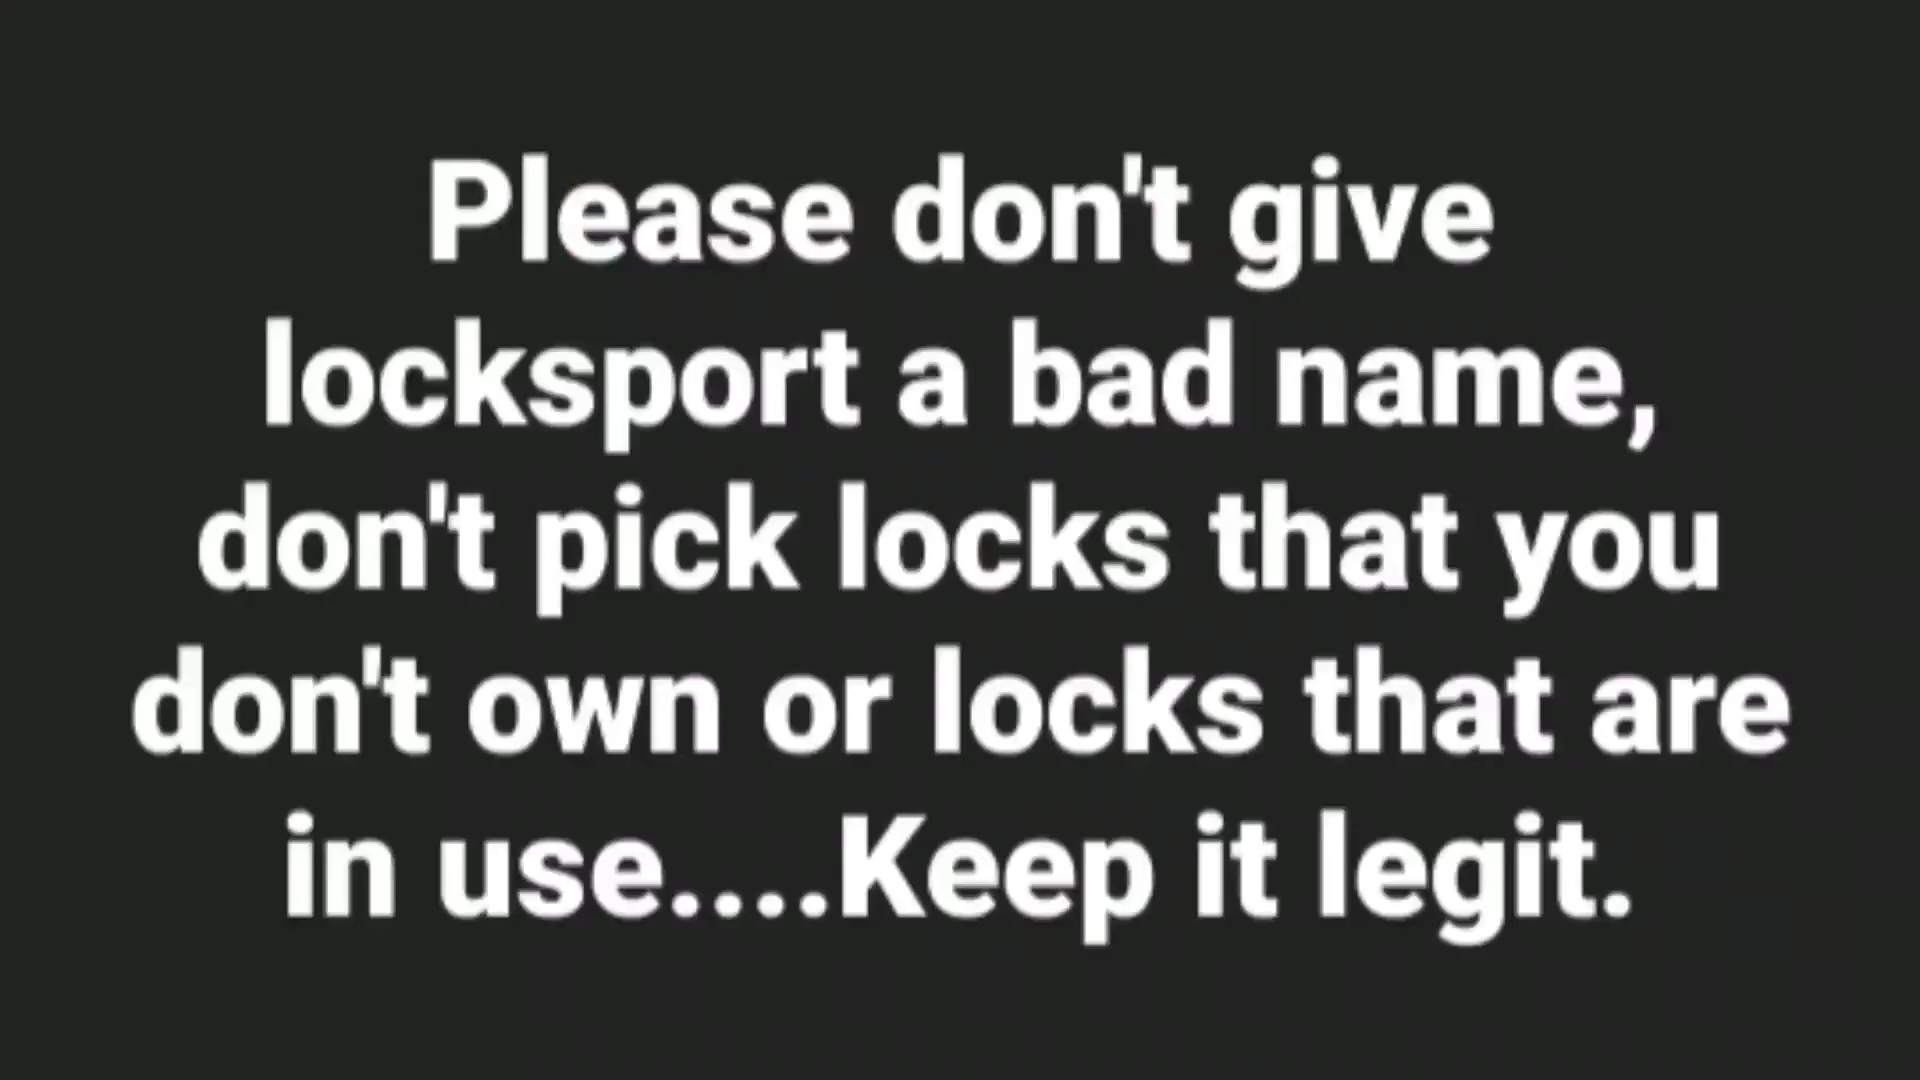 Please don't give
locksport a bad name,
don't pick locks that you
don't own or locks that are
in use....Keep it legit.